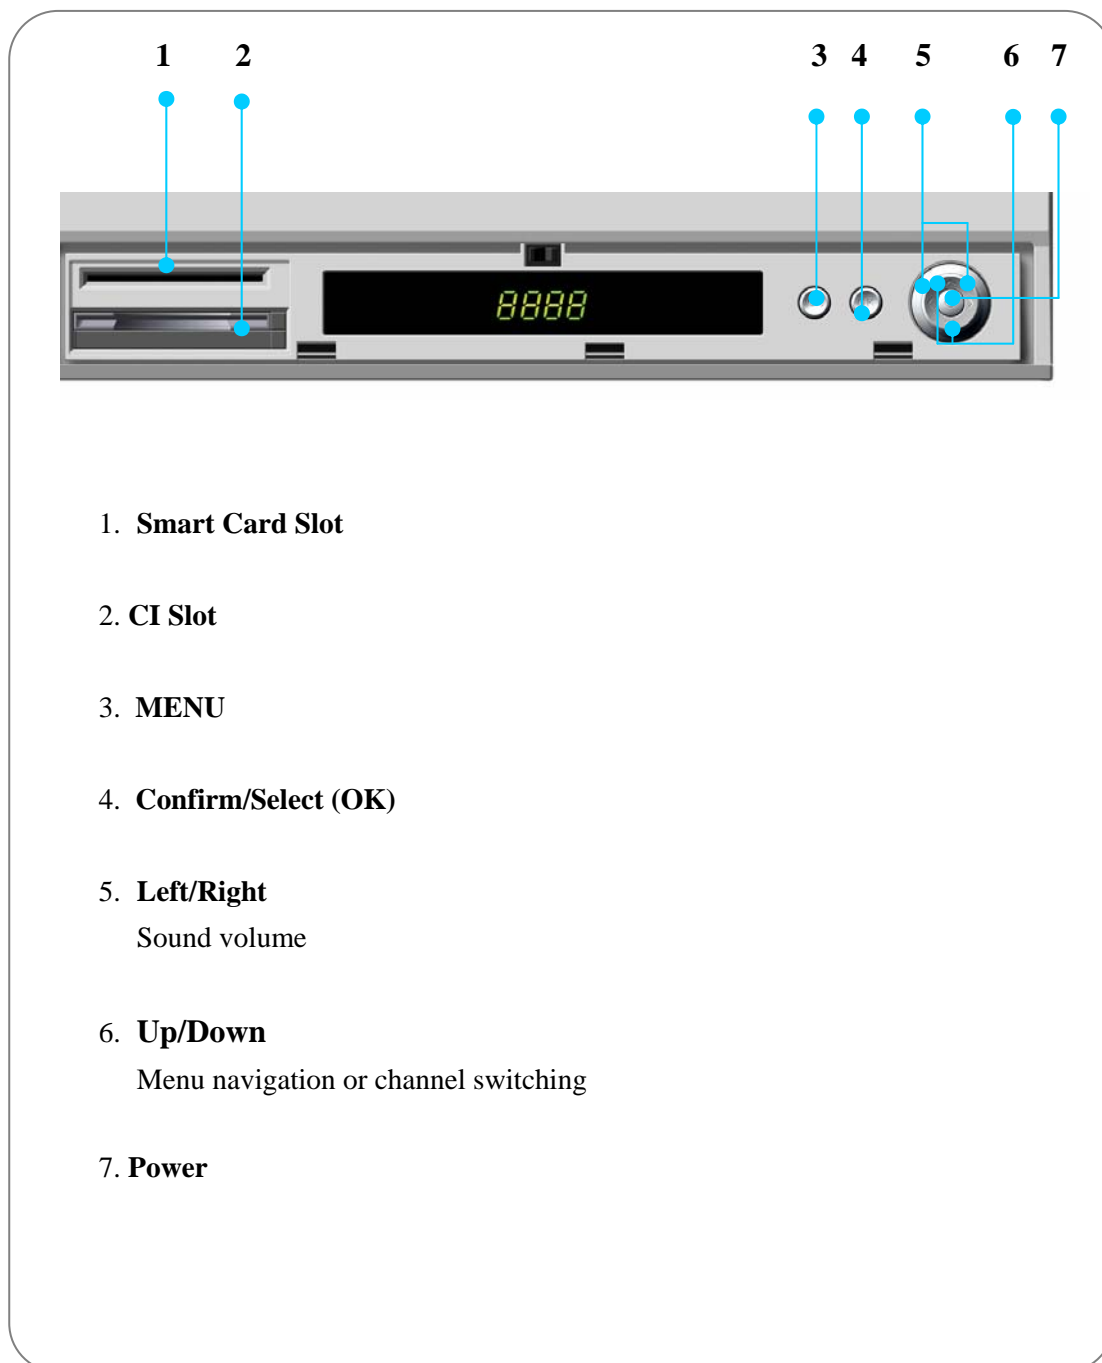 1 2 3 4 5 6 7
8888
1. Smart Card Slot
2. CI Slot
3. MENU
4. Confirm/Select (OK)
5. Left/Right
Sound volume
6. Up/Down
Menu navigation or channel switching
7. Power